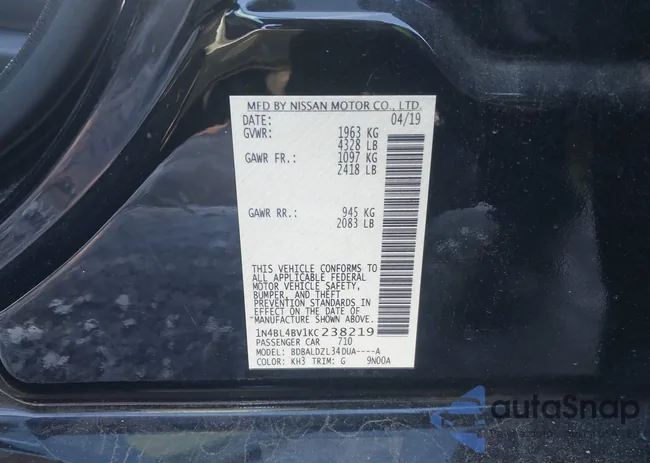 MFD BY NISSAN MOTOR CO., LTD.
DATE: 04/19
GVWR: 1963 KG
4328 LB
GAWR FR.: 1097 KG
2418 LB
GAWR RR.: 945 KG
2083 LB
THIS VEHICLE CONFORMS TO
ALL APPLICABLE FEDERAL
MOTOR VEHICLE SAFETY,
BUMPER, AND THEFT
PREVENTION STANDARDS IN
EFFECT ON THE DATE OF
MANUFACTURE SHOWN ABOVE.
1N4BL4BV1KC238219
PASSENGER CAR 710
MODEL: BDBALDZL34DUA----A
COLOR: KH3 TRIM: G 9N00A
autaSnap